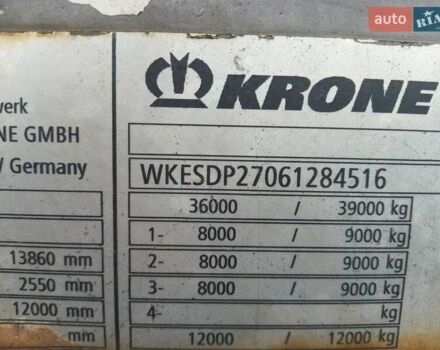 auto RIA
KRONE
werk
NE GMBH
Germany
WKESDP27061284516
36000 / 39000 kg
1- 8000 / 9000 kg
13860 mm 2- 8000 / 9000 kg
2550 mm 3- 8000 / 9000 kg
12000 mm 4- kg
mm 12000 / 12000 kg